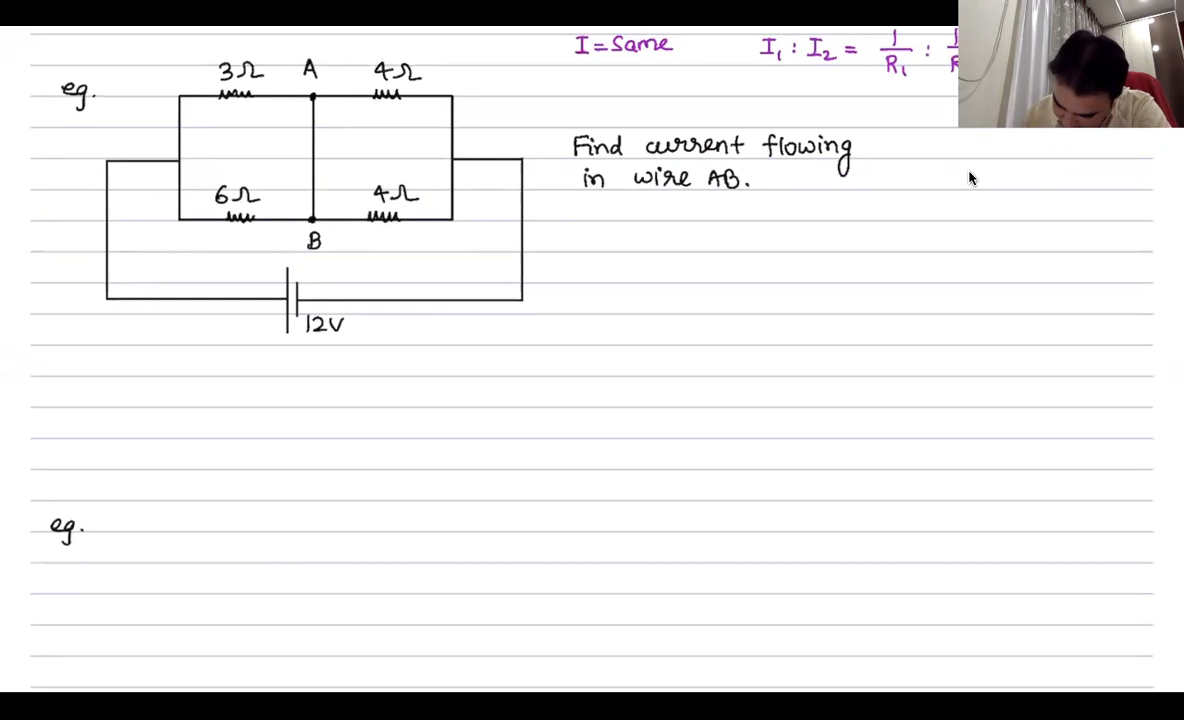 I = Same I₁ : I₂ = 1/R₁ :
eg. 3Ω A 4Ω
Find current flowing
in wire AB.
6Ω 4Ω
B
12V
eg.